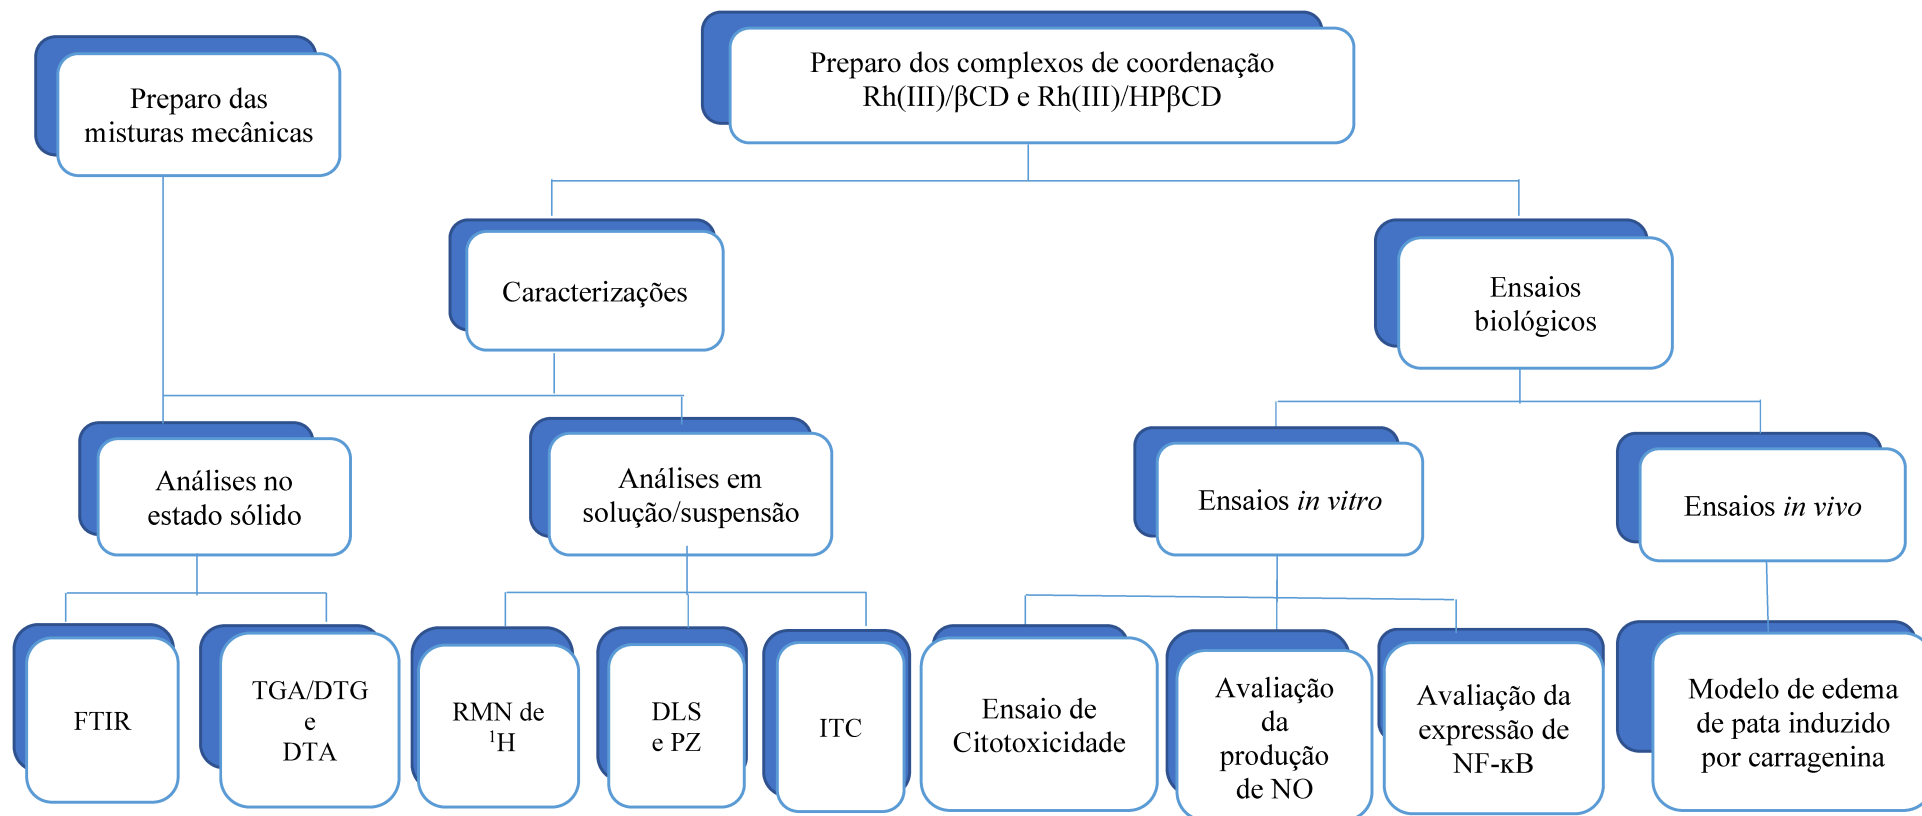 Preparo das
misturas mecânicas
Preparo dos complexos de coordenação
Rh(III)/βCD e Rh(III)/HPβCD
Caracterizações
Ensaios
biológicos
Análises no
estado sólido
Análises em
solução/suspensão
Ensaios in vitro
Ensaios in vivo
FTIR
TGA/DTG
e
DTA
RMN de
¹H
DLS
e PZ
ITC
Ensaio de
Citotoxicidade
Avaliação
da
produção
de NO
Avaliação da
expressão de
NF-κB
Modelo de edema
de pata induzido
por carragenina